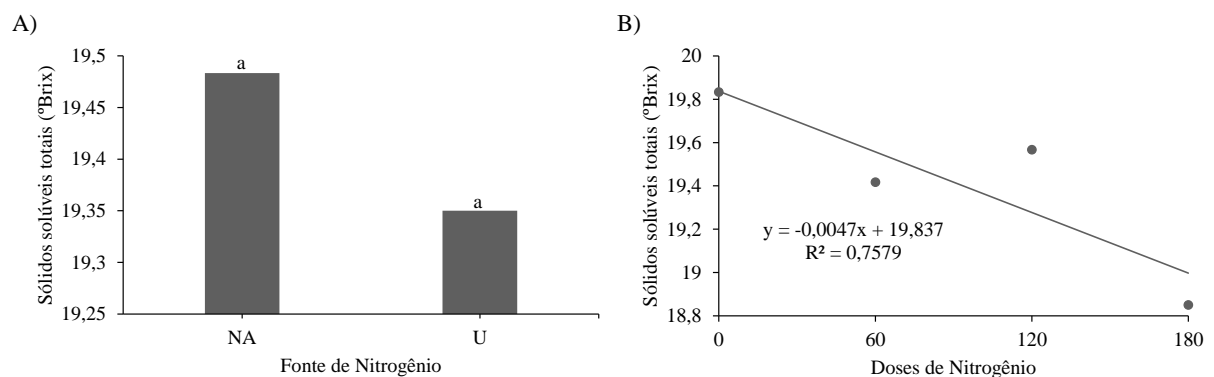 A)
Sólidos solúveis totais (ºBrix)
19,5
19,45
19,4
19,35
19,3
19,25
a
a
NA
U
Fonte de Nitrogênio
B)
Sólidos solúveis totais (ºBrix)
20
19,8
19,6
19,4
19,2
19
18,8
y = -0,0047x + 19,837
R² = 0,7579
0
60
120
180
Doses de Nitrogênio